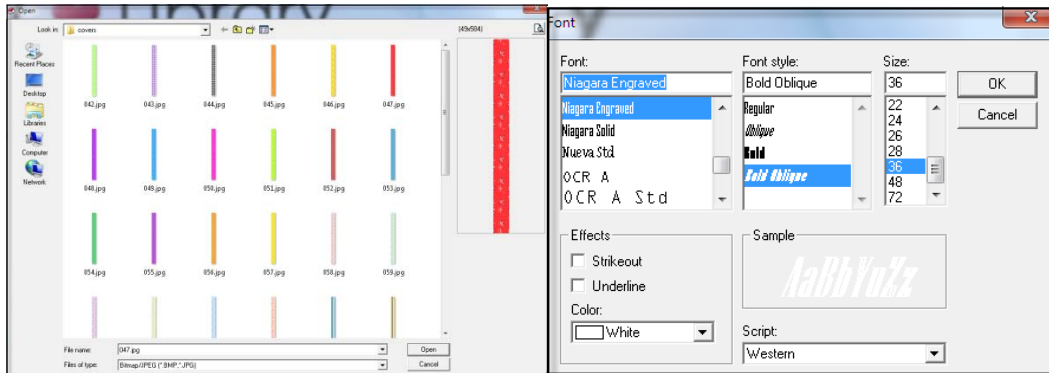 Open
Look in:
covers
(49x584)
Recent Places
Desktop
Libraries
Computer
Network
042.jpg 043.jpg 044.jpg 045.jpg 046.jpg 047.jpg
048.jpg 049.jpg 050.jpg 051.jpg 052.jpg 053.jpg
054.jpg 055.jpg 056.jpg 057.jpg 058.jpg 059.jpg
File name: 047.jpg Open
Files of type: Bitmap/JPEG (*.BMP,*.JPG) Cancel
Font
Font: Font style: Size:
Niagara Engraved Bold Oblique 36 OK
Niagara Engraved Regular 22
Niagara Solid Oblique 24 Cancel
Nueva Std Bold 26
OCR A Bold Oblique 28
OCR A Std 36
48
72
Effects Sample
Strikeout
Underline
AaBbYyZz
Color:
White
Script:
Western